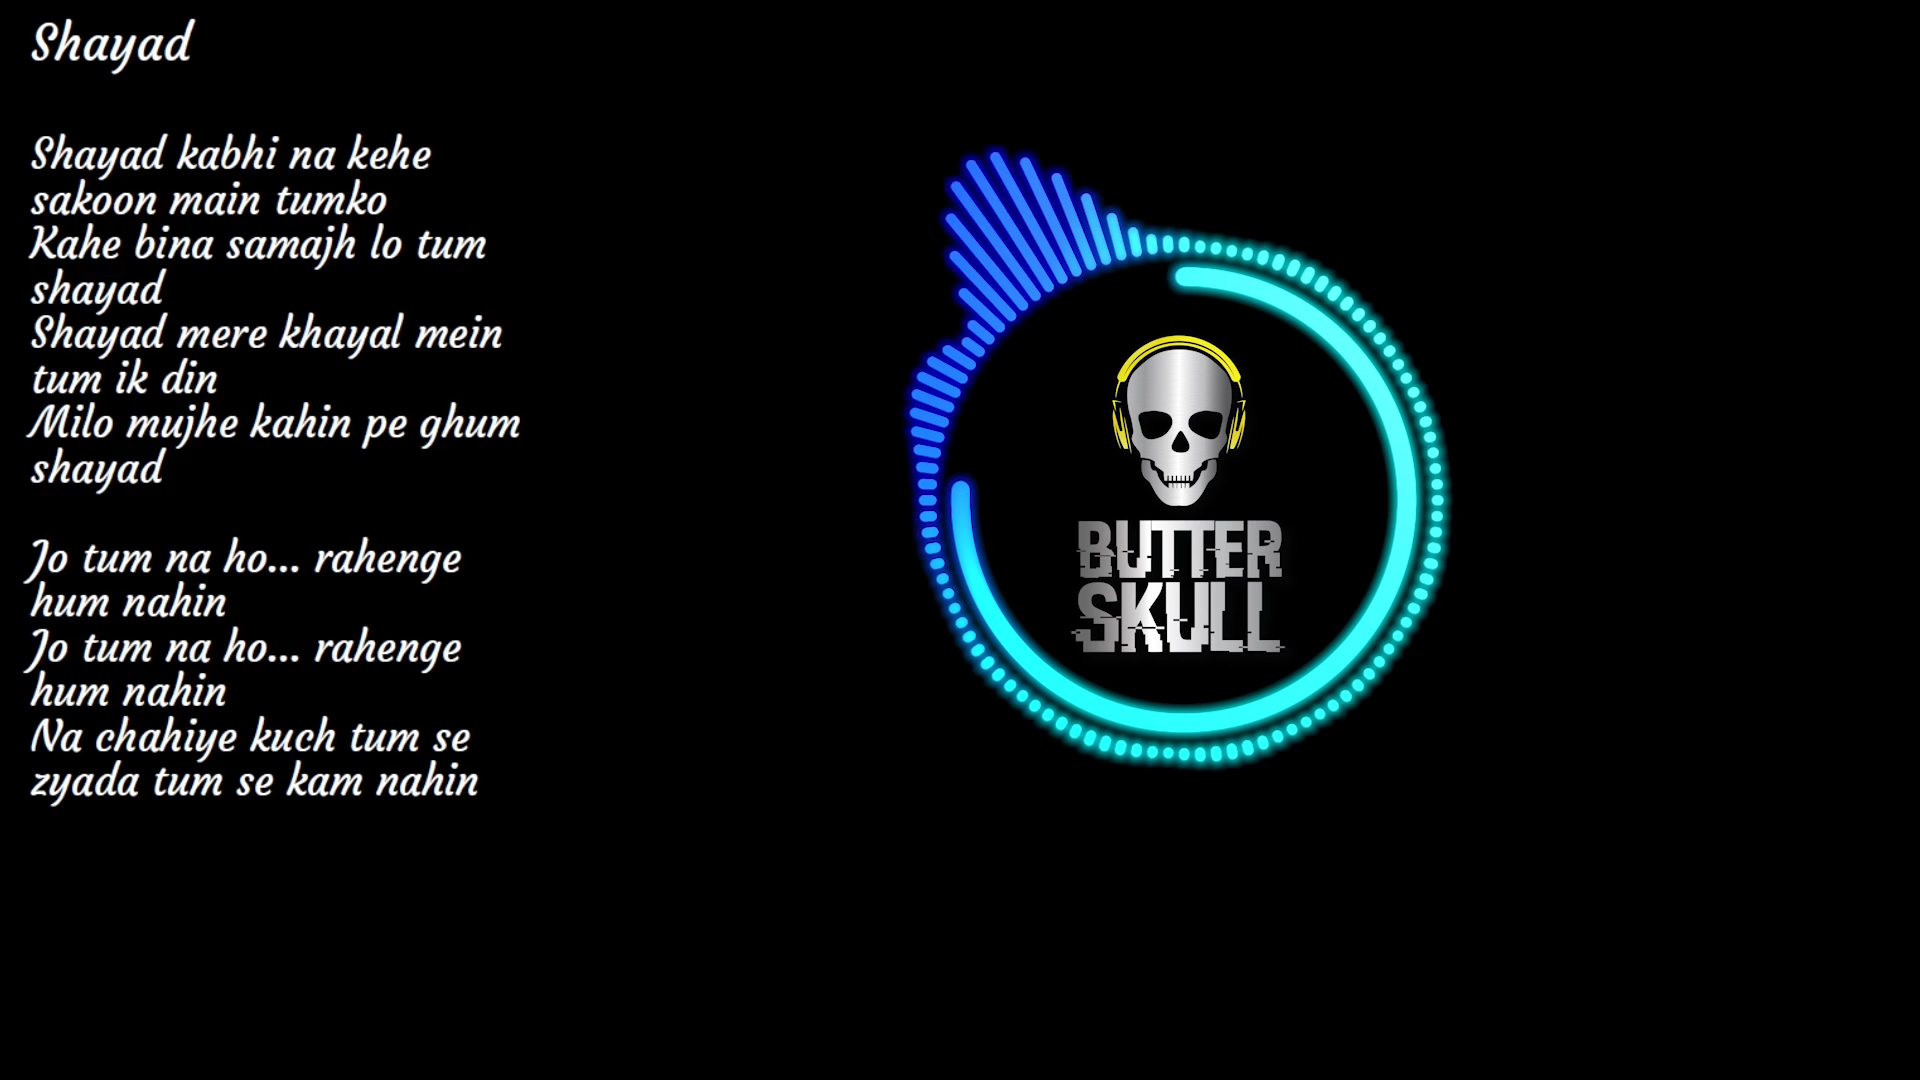 Shayad
Shayad kabhi na kehe
sakoon main tumko
Kahe bina samajh lo tum
shayad
Shayad mere khayal mein
tum ik din
Milo mujhe kahin pe ghum
shayad
Jo tum na ho... rahenge
hum nahin
Jo tum na ho... rahenge
hum nahin
Na chahiye kuch tum se
zyada tum se kam nahin
BUTTER
SKULL